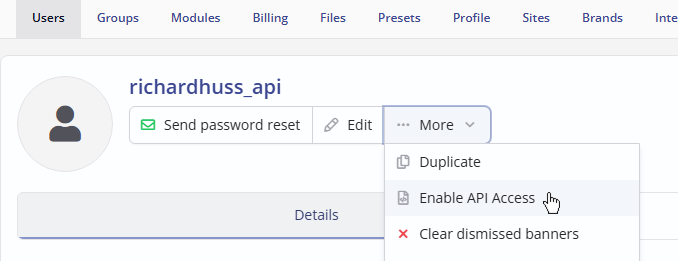 Users Groups Modules Billing Files Presets Profile Sites Brands Inte
richardhuss_api
Send password reset Edit More
Duplicate
Enable API Access
Details
Clear dismissed banners